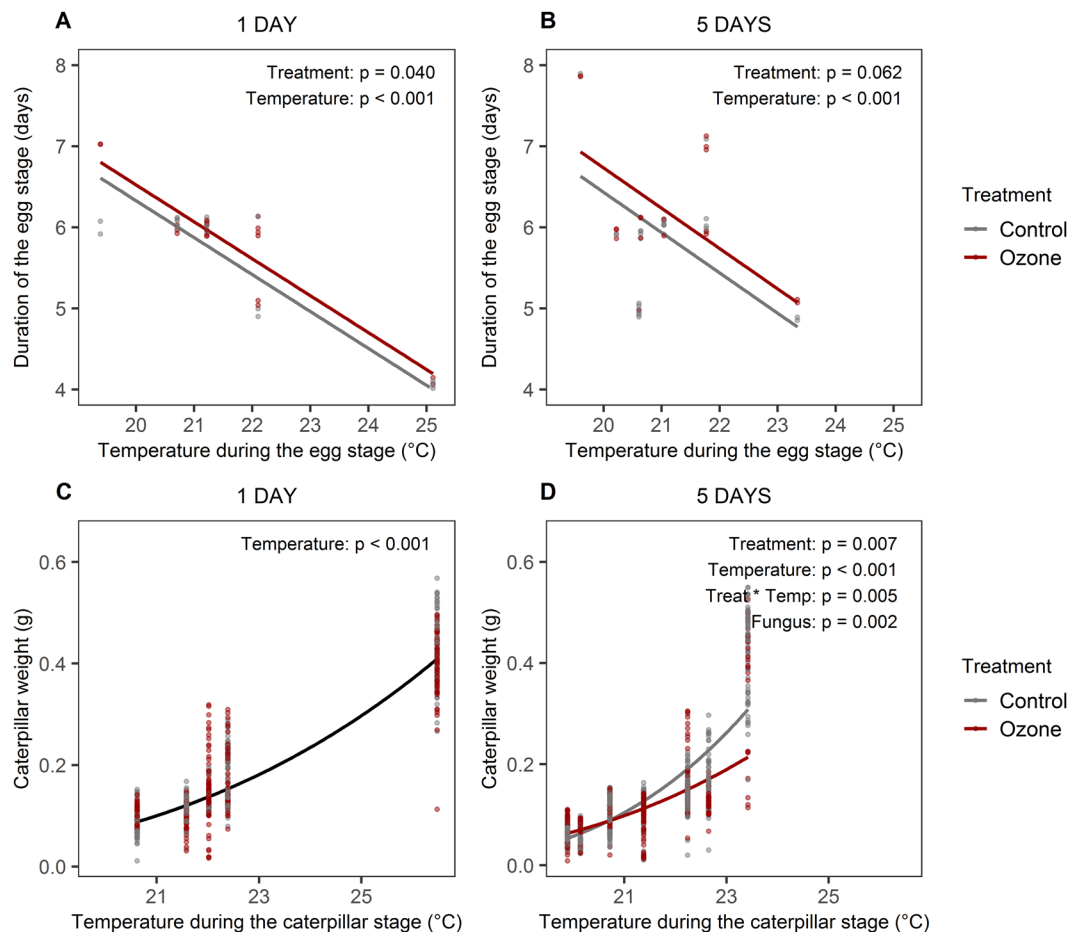 A
1 DAY
Treatment: p = 0.040
Temperature: p < 0.001
Duration of the egg stage (days)
8
7
6
5
4
20 21 22 23 24 25
Temperature during the egg stage (°C)
B
5 DAYS
Treatment: p = 0.062
Temperature: p < 0.001
Duration of the egg stage (days)
8
7
6
5
4
20 21 22 23 24 25
Temperature during the egg stage (°C)
Treatment
Control
Ozone
C
1 DAY
Temperature: p < 0.001
Caterpillar weight (g)
0.6
0.4
0.2
0.0
21 23 25
Temperature during the caterpillar stage (°C)
D
5 DAYS
Treatment: p = 0.007
Temperature: p < 0.001
Treat * Temp: p = 0.005
Fungus: p = 0.002
Caterpillar weight (g)
0.6
0.4
0.2
0.0
21 23 25
Temperature during the caterpillar stage (°C)
Treatment
Control
Ozone